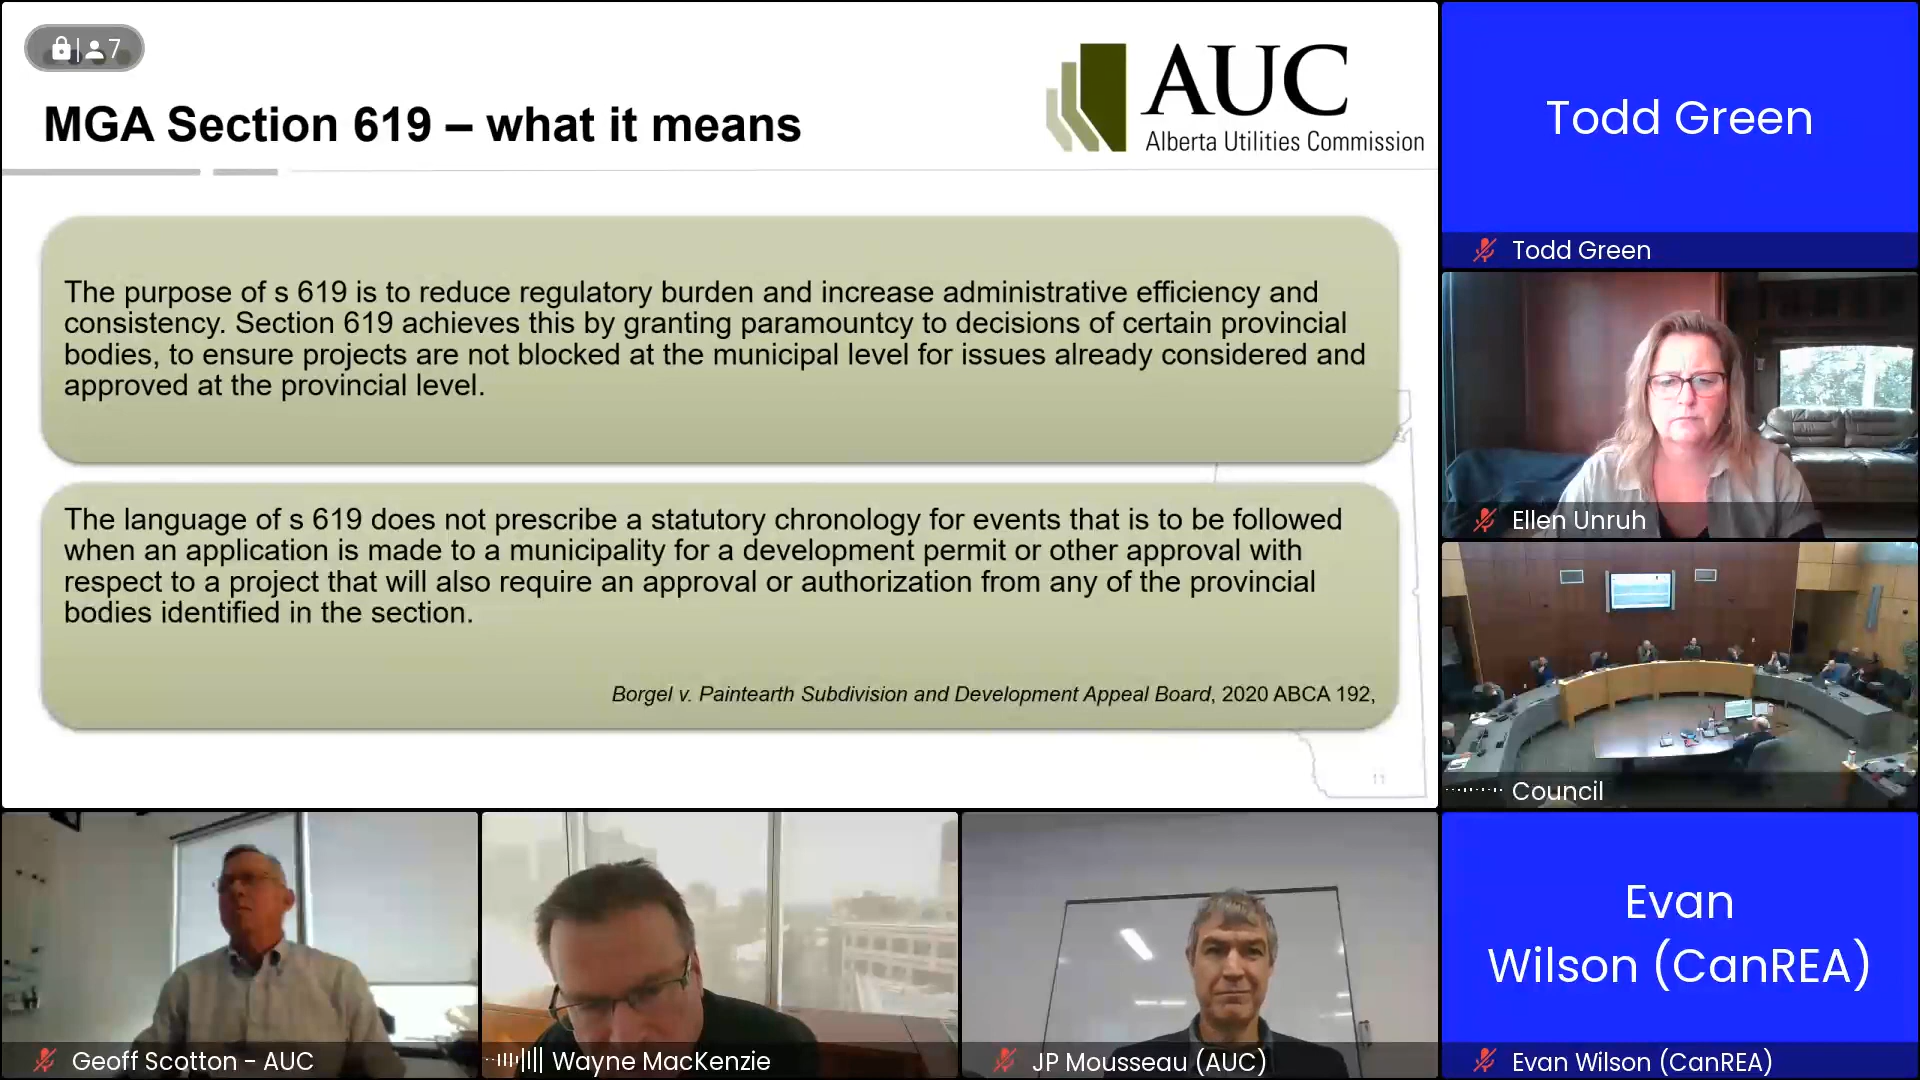 7
AUC
Alberta Utilities Commission
MGA Section 619 – what it means
The purpose of s 619 is to reduce regulatory burden and increase administrative efficiency and
consistency. Section 619 achieves this by granting paramountcy to decisions of certain provincial
bodies, to ensure projects are not blocked at the municipal level for issues already considered and
approved at the provincial level.
The language of s 619 does not prescribe a statutory chronology for events that is to be followed
when an application is made to a municipality for a development permit or other approval with
respect to a project that will also require an approval or authorization from any of the provincial
bodies identified in the section.
Borgel v. Paintearth Subdivision and Development Appeal Board, 2020 ABCA 192,
11
Todd Green
Todd Green
Ellen Unruh
Council
Geoff Scotton - AUC
Wayne MacKenzie
JP Mousseau (AUC)
Evan
Wilson (CanREA)
Evan Wilson (CanREA)